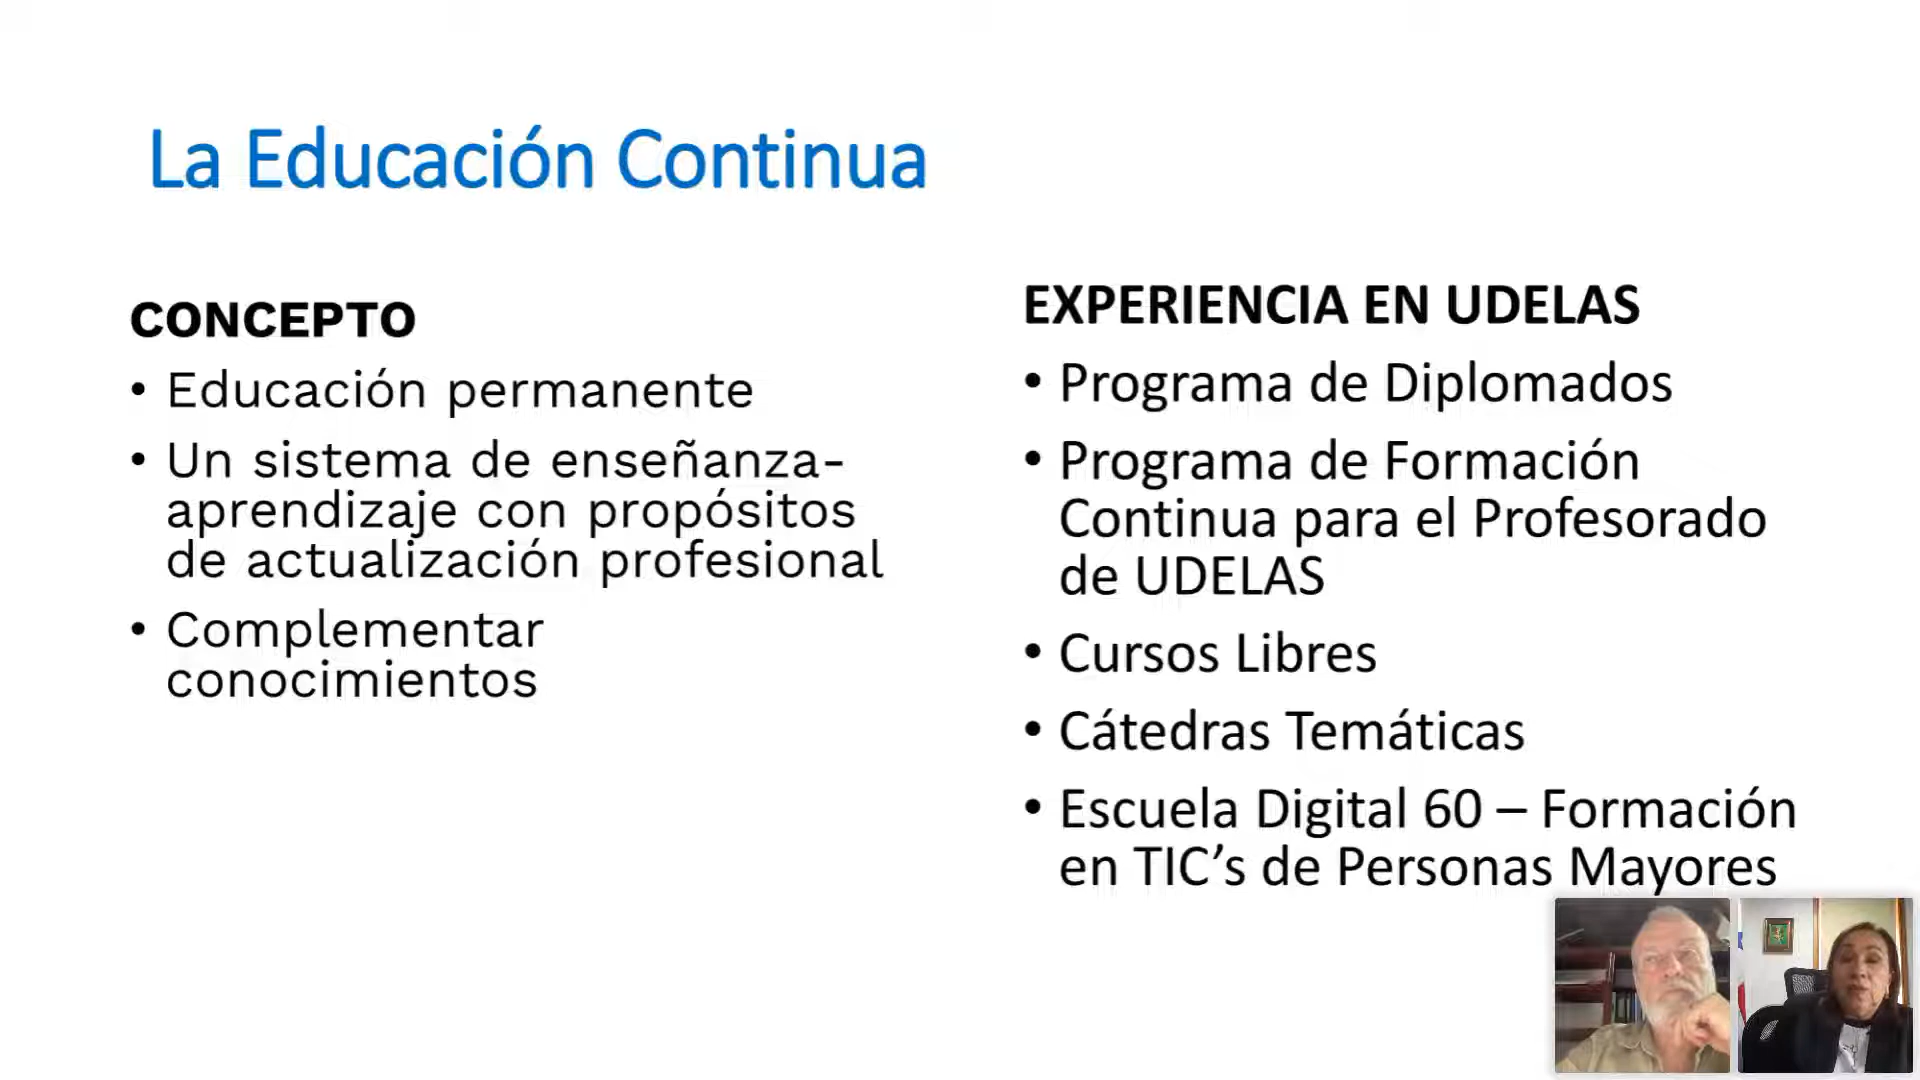 La Educación Continua
CONCEPTO
• Educación permanente
• Un sistema de enseñanza-
aprendizaje con propósitos
de actualización profesional
• Complementar
conocimientos
EXPERIENCIA EN UDELAS
• Programa de Diplomados
• Programa de Formación
Continua para el Profesorado
de UDELAS
• Cursos Libres
• Cátedras Temáticas
• Escuela Digital 60 – Formación
en TIC’s de Personas Mayores